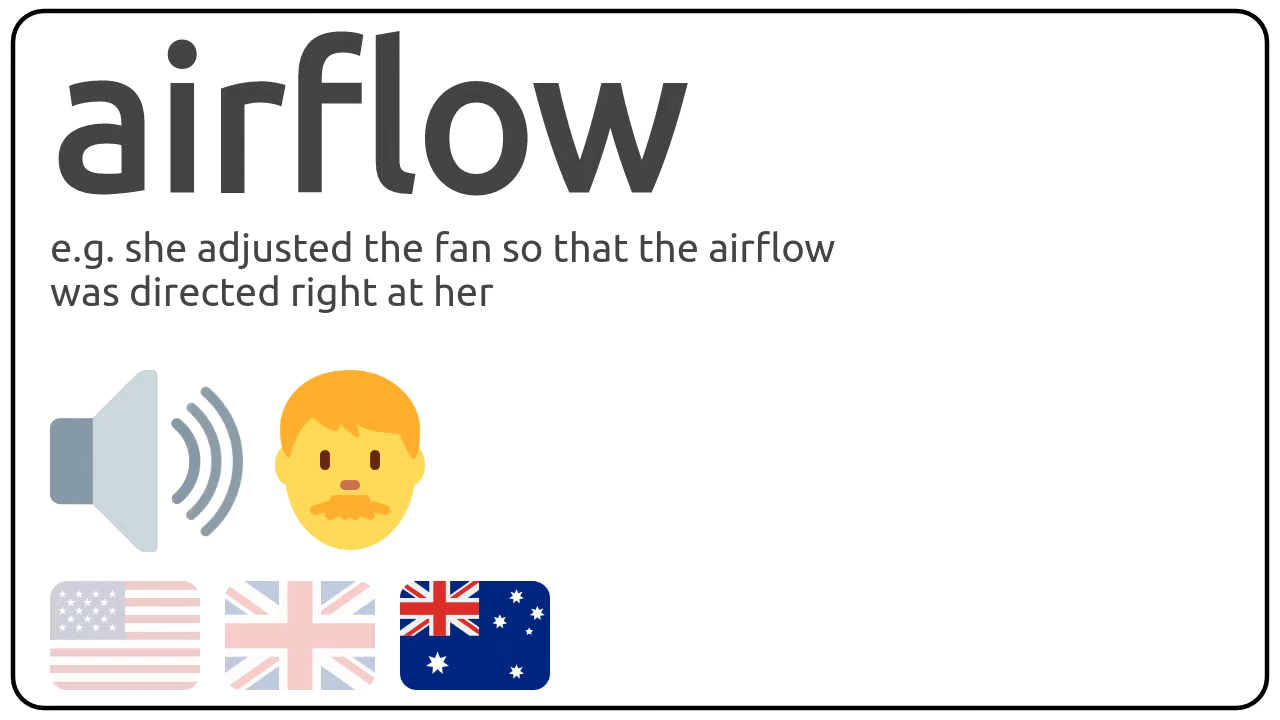 airflow
e.g. she adjusted the fan so that the airflow
was directed right at her